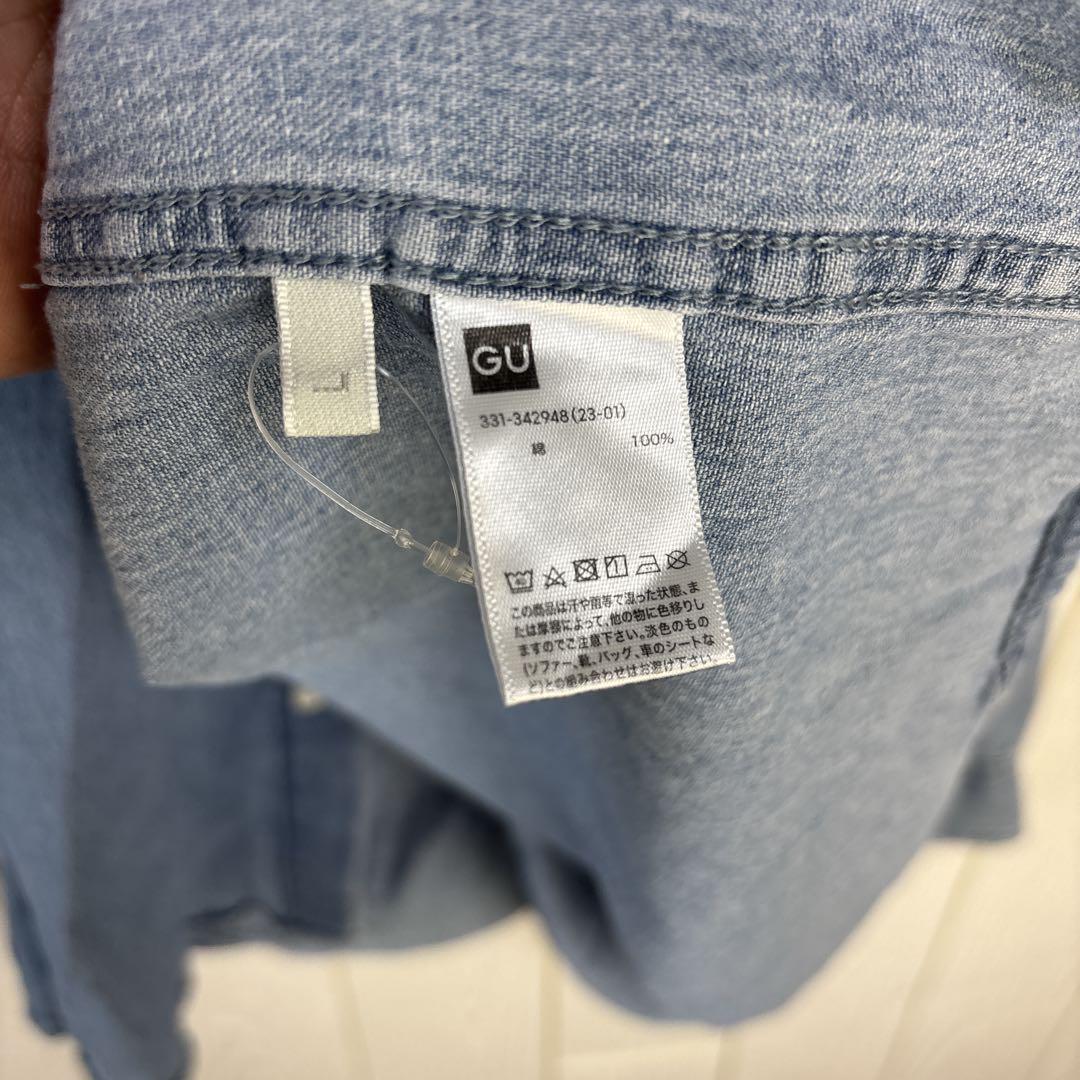 L
GU
331-342948(23-01)
綿 100%
この商品は汗や雨等で湿った状態、ま
たは摩擦によって、他の物に色移りし
ますのでご注意下さい。淡色のもの
(ソファー、靴、バッグ、車のシートな
ど)との組み合わせはお避け下さい。